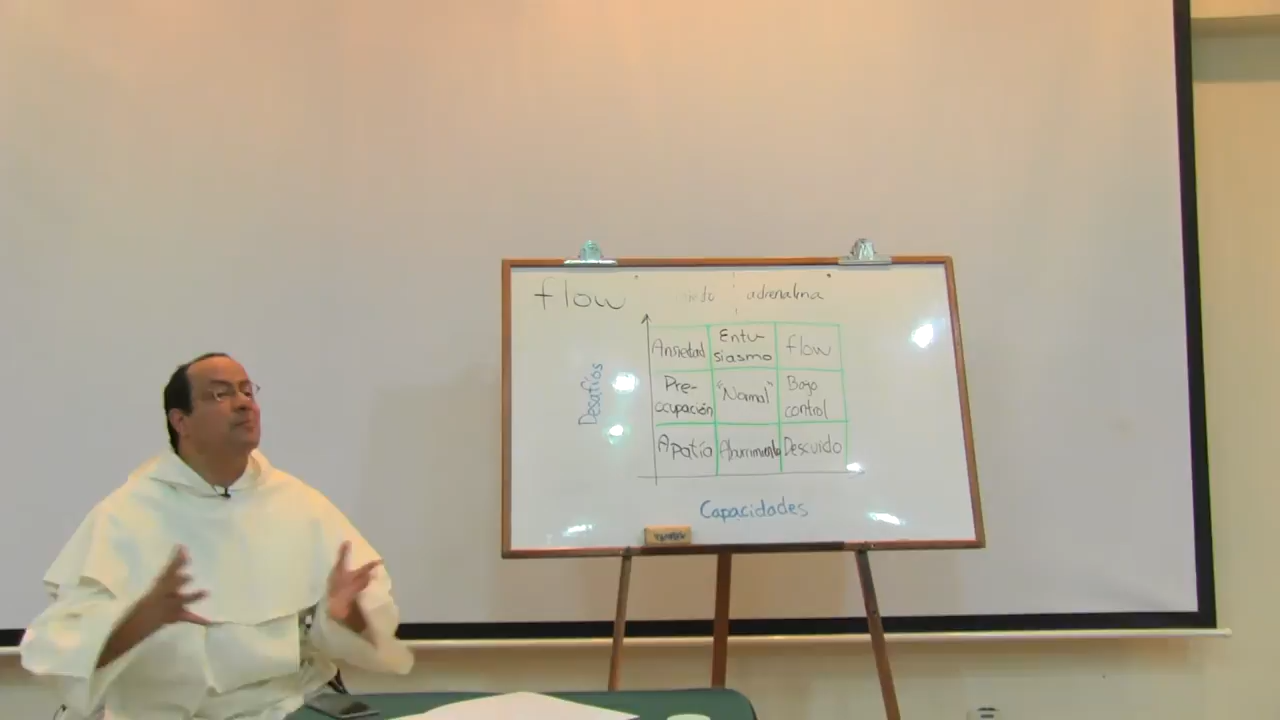 flow
adrenalina
Ansiedad
Entu-
siasmo
flow
Desafíos
Pre-
ocupación
"Normal"
Bajo
control
Apatía
Aburrimiento
Descuido
Capacidades